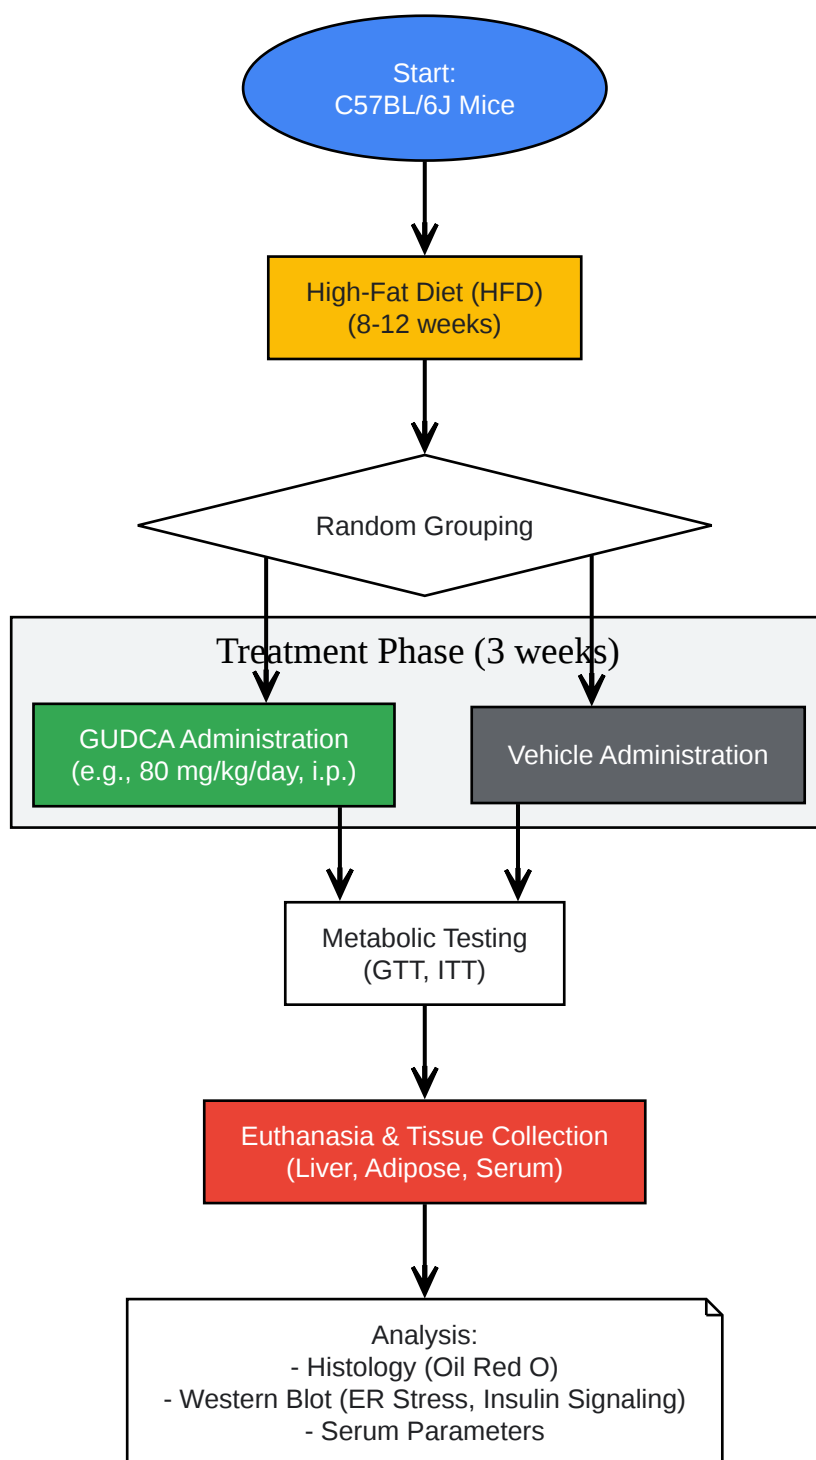 Start:
C57BL/6J Mice
High-Fat Diet (HFD)
(8-12 weeks)
Random Grouping
Treatment Phase (3 weeks)
GUDCA Administration
(e.g., 80 mg/kg/day, i.p.)
Vehicle Administration
Metabolic Testing
(GTT, ITT)
Euthanasia & Tissue Collection
(Liver, Adipose, Serum)
Analysis:
- Histology (Oil Red O)
- Western Blot (ER Stress, Insulin Signaling)
- Serum Parameters